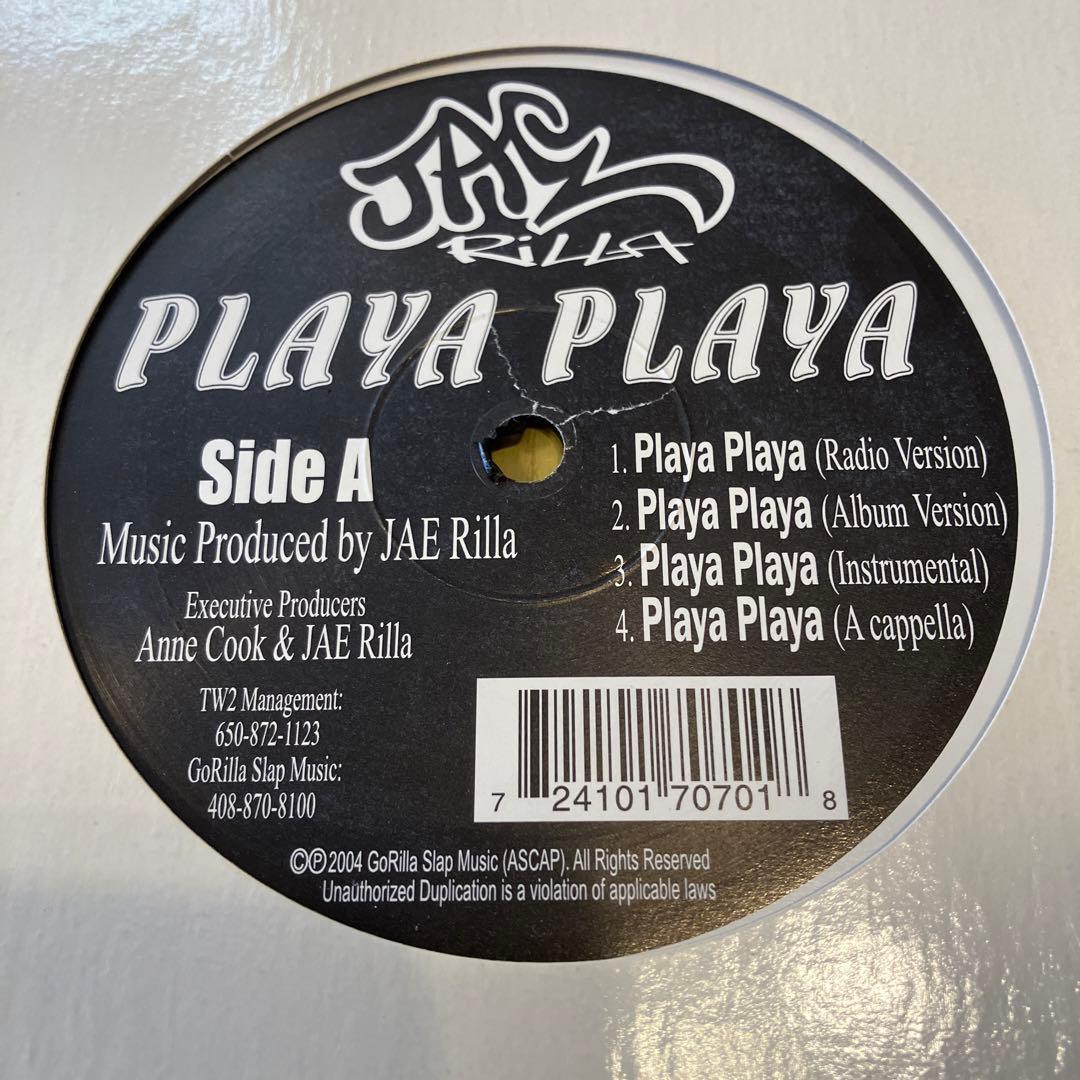 JAE
RiLLA
PLAYA PLAYA
Side A
Music Produced by JAE Rilla
Executive Producers
Anne Cook & JAE Rilla
TW2 Management:
650-872-1123
GoRilla Slap Music:
408-870-8100
1. Playa Playa (Radio Version)
2. Playa Playa (Album Version)
3. Playa Playa (Instrumental)
4. Playa Playa (A cappella)
7 24101 70701 8
©℗ 2004 GoRilla Slap Music (ASCAP). All Rights Reserved
Unauthorized Duplication is a violation of applicable laws